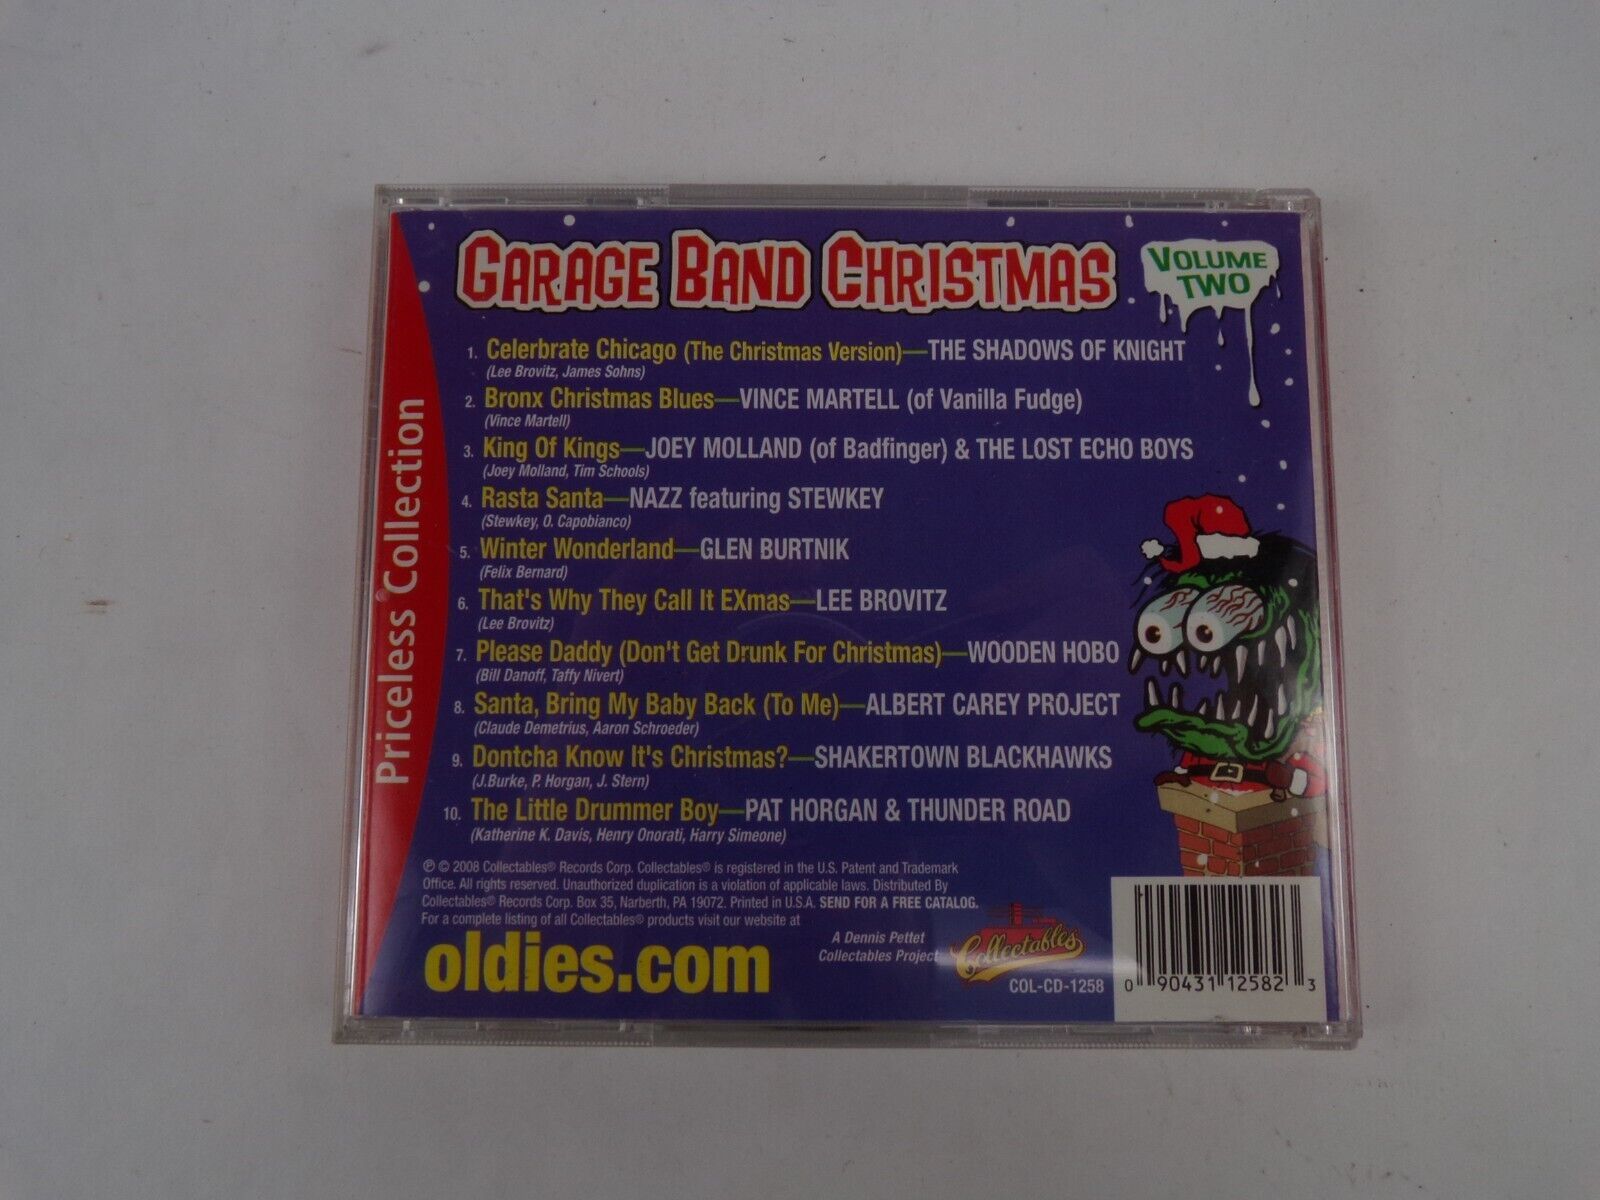 GARAGE BAND CHRISTMAS
VOLUME
TWO
Priceless Collection
1. Celerbrate Chicago (The Christmas Version)—THE SHADOWS OF KNIGHT
(Lee Brovitz, James Sohns)
2. Bronx Christmas Blues—VINCE MARTELL (of Vanilla Fudge)
(Vince Martell)
3. King Of Kings—JOEY MOLLAND (of Badfinger) & THE LOST ECHO BOYS
(Joey Molland, Tim Schools)
4. Rasta Santa—NAZZ featuring STEWKEY
(Stewkey, O. Capobianco)
5. Winter Wonderland—GLEN BURTNIK
(Felix Bernard)
6. That's Why They Call It EXmas—LEE BROVITZ
(Lee Brovitz)
7. Please Daddy (Don't Get Drunk For Christmas)—WOODEN HOBO
(Bill Danoff, Taffy Nivert)
8. Santa, Bring My Baby Back (To Me)—ALBERT CAREY PROJECT
(Claude Demetrius, Aaron Schroeder)
9. Dontcha Know It's Christmas?—SHAKERTOWN BLACKHAWKS
(J.Burke, P. Horgan, J. Stern)
10. The Little Drummer Boy—PAT HORGAN & THUNDER ROAD
(Katherine K. Davis, Henry Onorati, Harry Simeone)
℗ © 2008 Collectables® Records Corp. Collectables® is registered in the U.S. Patent and Trademark
Office. All rights reserved. Unauthorized duplication is a violation of applicable laws. Distributed By
Collectables® Records Corp. Box 35, Narberth, PA 19072. Printed in U.S.A. SEND FOR A FREE CATALOG.
For a complete listing of all Collectables® products visit our website at
oldies.com
A Dennis Pettet
Collectables Project
Collectables
COL-CD-1258
0 90431 12582 3